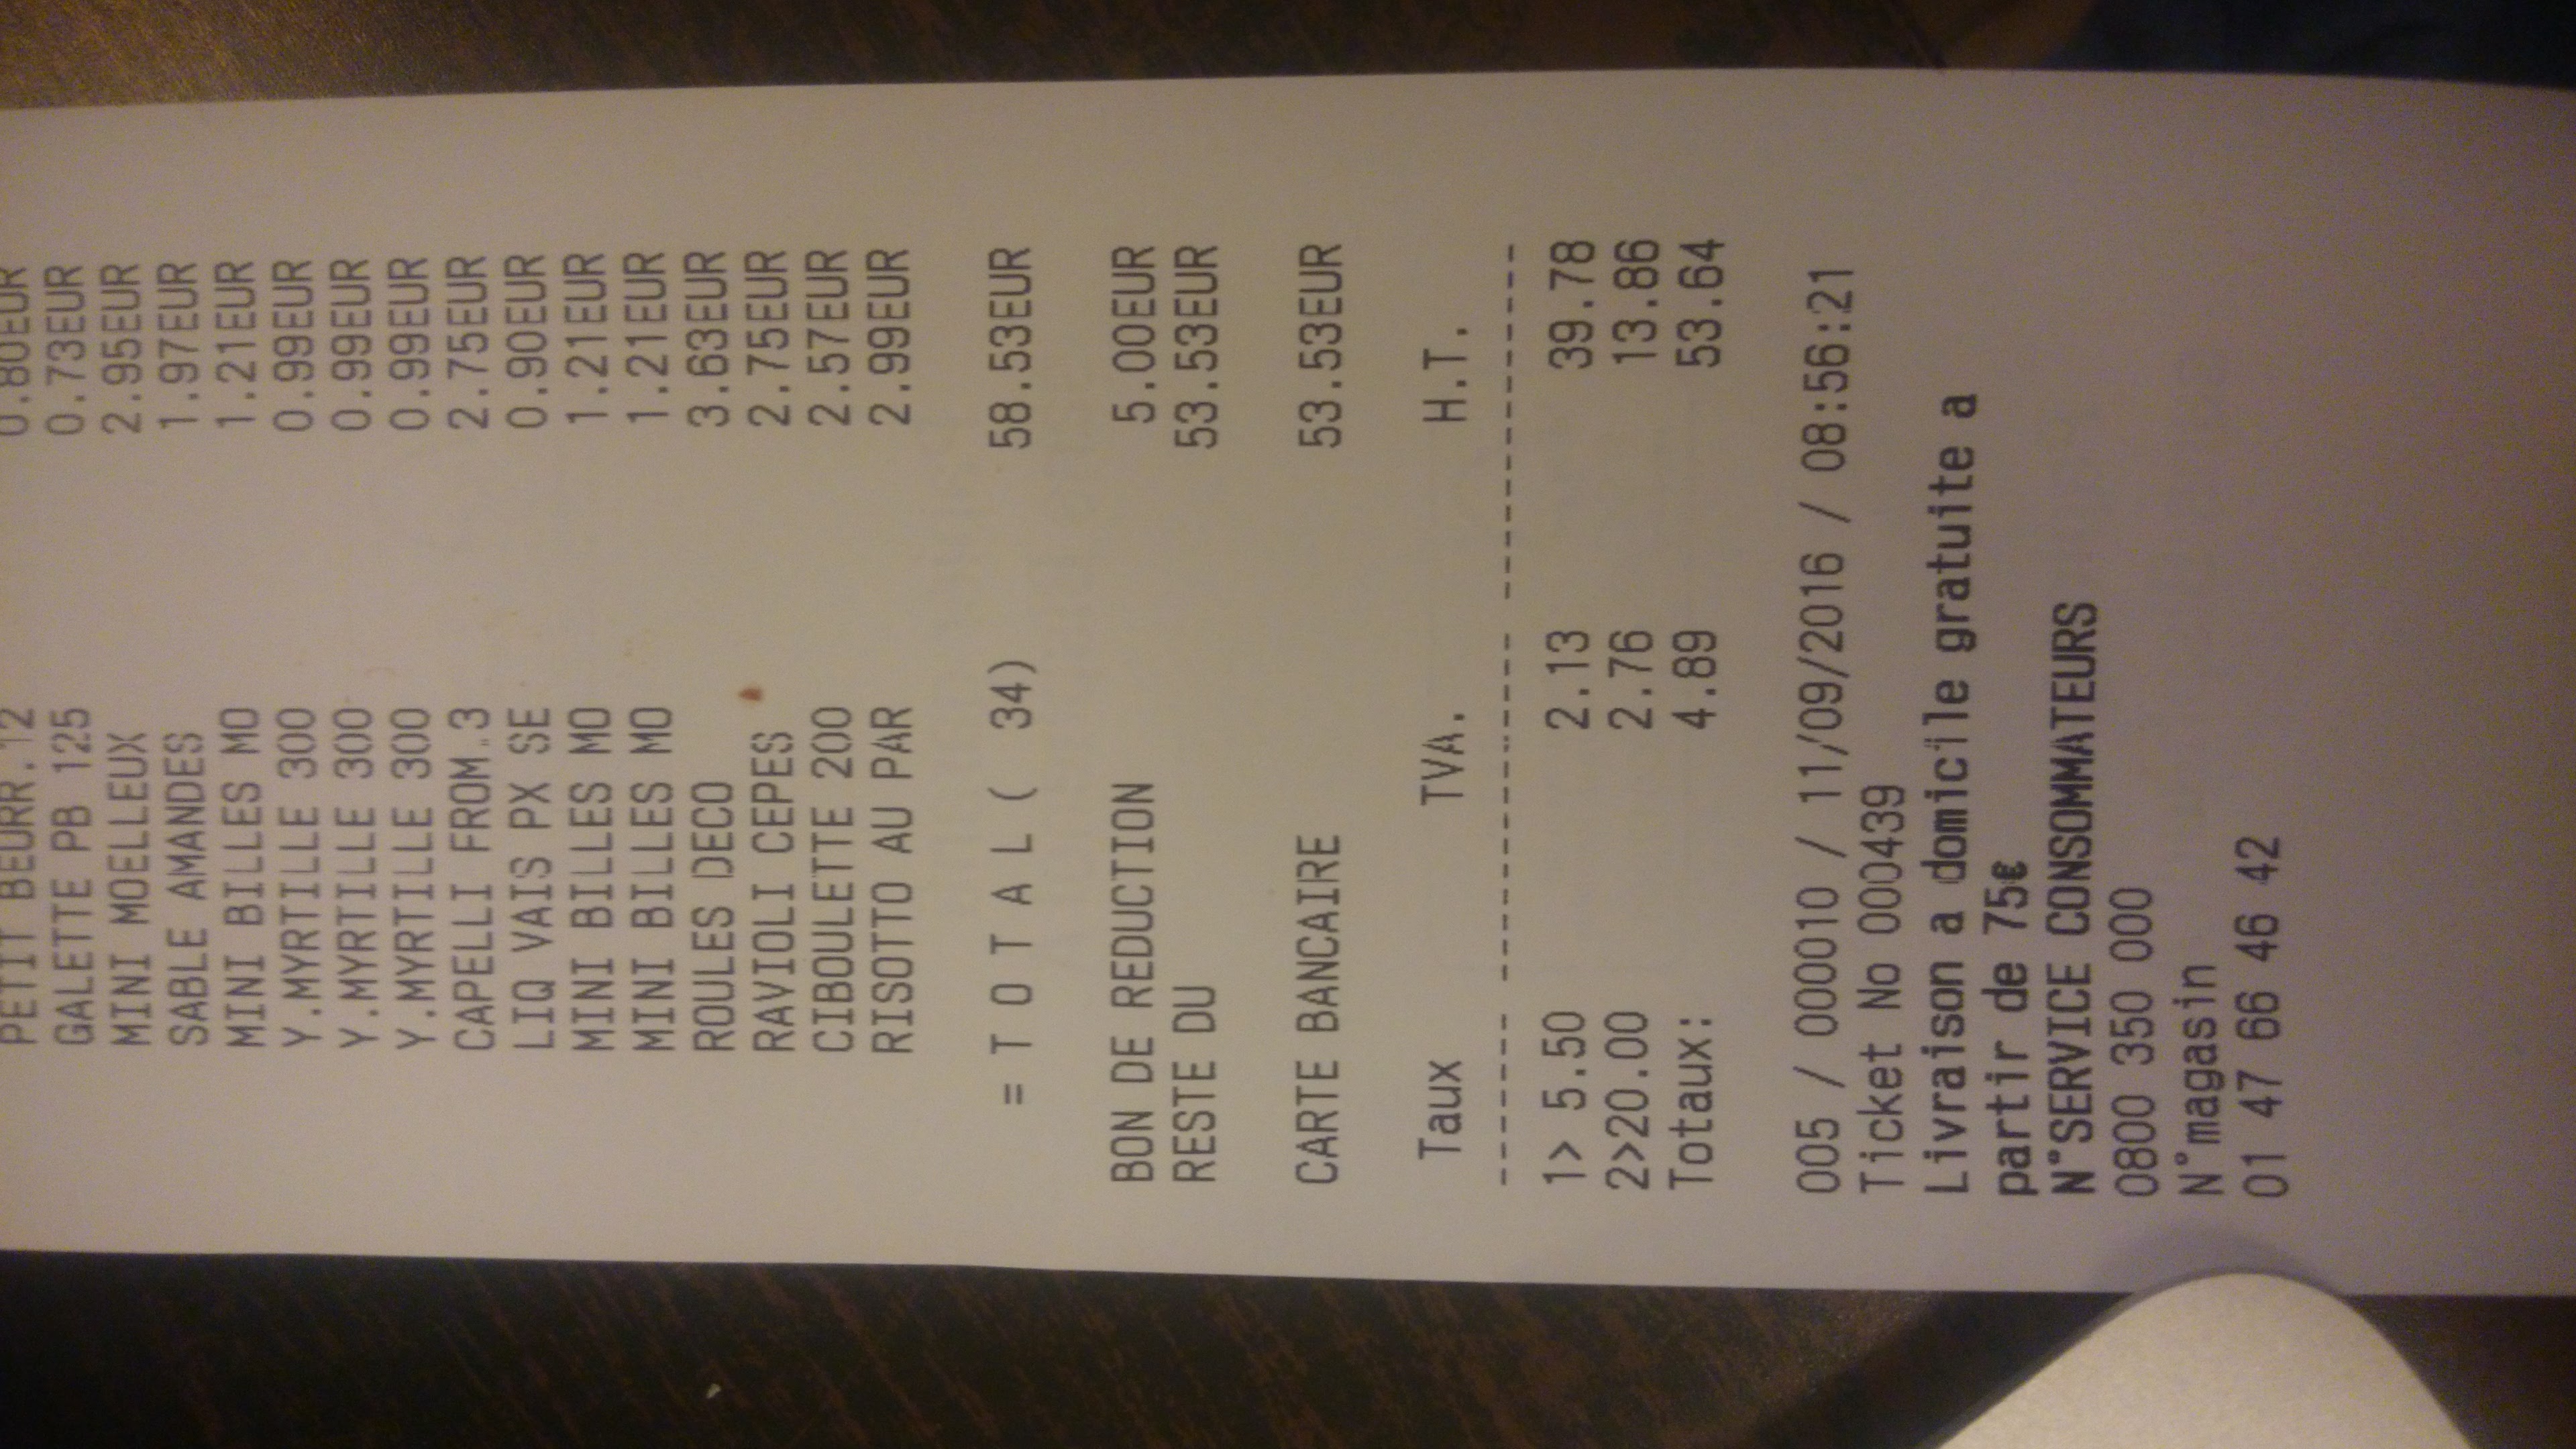 PETIT BEURR.12 0.80EUR
GALETTE PB 125 0.73EUR
MINI MOELLEUX 2.95EUR
SABLE AMANDES 1.97EUR
MINI BILLES MO 1.21EUR
Y.MYRTILLE 300 0.99EUR
Y.MYRTILLE 300 0.99EUR
Y.MYRTILLE 300 0.99EUR
CAPELLI FROM.3 2.75EUR
LIQ VAIS PX SE 0.90EUR
MINI BILLES MO 1.21EUR
MINI BILLES MO 1.21EUR
ROULES DECO 3.63EUR
RAVIOLI CEPES 2.75EUR
CIBOULETTE 200 2.57EUR
RISOTTO AU PAR 2.99EUR
= T O T A L ( 34) 58.53EUR
BON DE REDUCTION 5.00EUR
RESTE DU 53.53EUR
CARTE BANCAIRE 53.53EUR
Taux TVA. H.T.
------- -------------- --------------
1> 5.50 2.13 39.78
2>20.00 2.76 13.86
Totaux: 4.89 53.64
005 / 000010 / 11/09/2016 / 08:56:21
Ticket No 000439
Livraison a domicile gratuite a
partir de 75€
N°SERVICE CONSOMMATEURS
0800 350 000
N°magasin
01 47 66 46 42